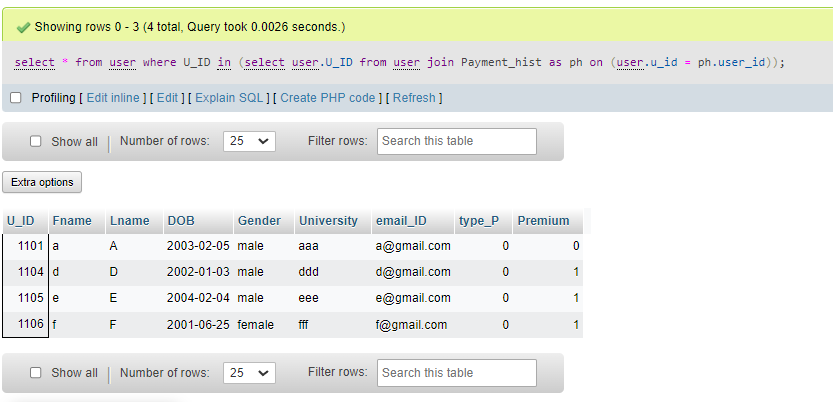 Showing rows 0 - 3 (4 total, Query took 0.0026 seconds.)
select * from user where U_ID in (select user.U_ID from user join Payment_hist as ph on (user.u_id = ph.user_id));
Profiling [ Edit inline ] [ Edit ] [ Explain SQL ] [ Create PHP code ] [ Refresh ]
Show all | Number of rows: 25 Filter rows: Search this table
Extra options
U_ID Fname Lname DOB Gender University email_ID type_P Premium
1101 a A 2003-02-05 male aaa a@gmail.com 0 0
1104 d D 2002-01-03 male ddd d@gmail.com 0 1
1105 e E 2004-02-04 male eee e@gmail.com 0 1
1106 f F 2001-06-25 female fff f@gmail.com 0 1
Show all | Number of rows: 25 Filter rows: Search this table